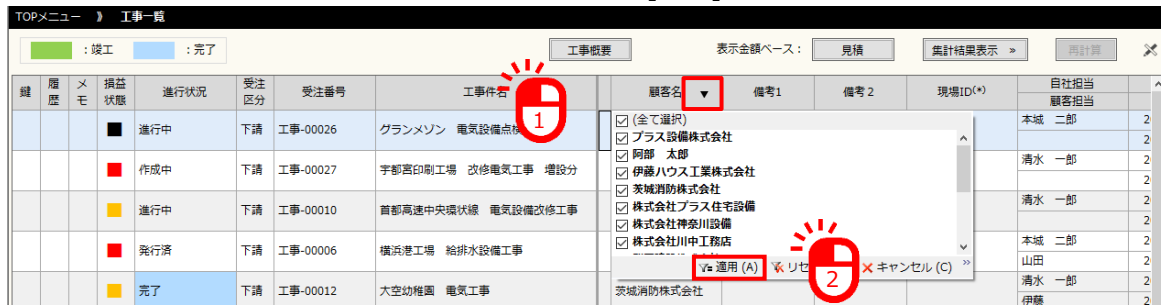 TOPメニュー 》 工事一覧
：竣工 ：完了 工事概要 表示金額ベース： 見積 集計結果表示 » 再計算
鍵 履歴 メモ 損益状態 進行状況 受注区分 受注番号 工事件名 顧客名 ▼ 備考1 備考2 現場ID(*) 自社担当
顧客担当
進行中 下請 工事-00026 グランメゾン 電気設備点検 本城 二郎
作成中 下請 工事-00027 宇都宮印刷工場 改修電気工事 増設分 清水 一郎
進行中 下請 工事-00010 首都高速中央環状線 電気設備改修工事 清水 一郎
発行済 下請 工事-00006 横浜港工場 給排水設備工事 本城 二郎
山田
完了 下請 工事-00012 大空幼稚園 電気工事 茨城消防株式会社 清水 一郎
伊藤
(全て選択)
プラス設備株式会社
阿部 太郎
伊藤ハウス工業株式会社
茨城消防株式会社
株式会社プラス住宅設備
株式会社神奈川設備
株式会社川中工務店
適用 (A) リセ キャンセル (C) »
1
2